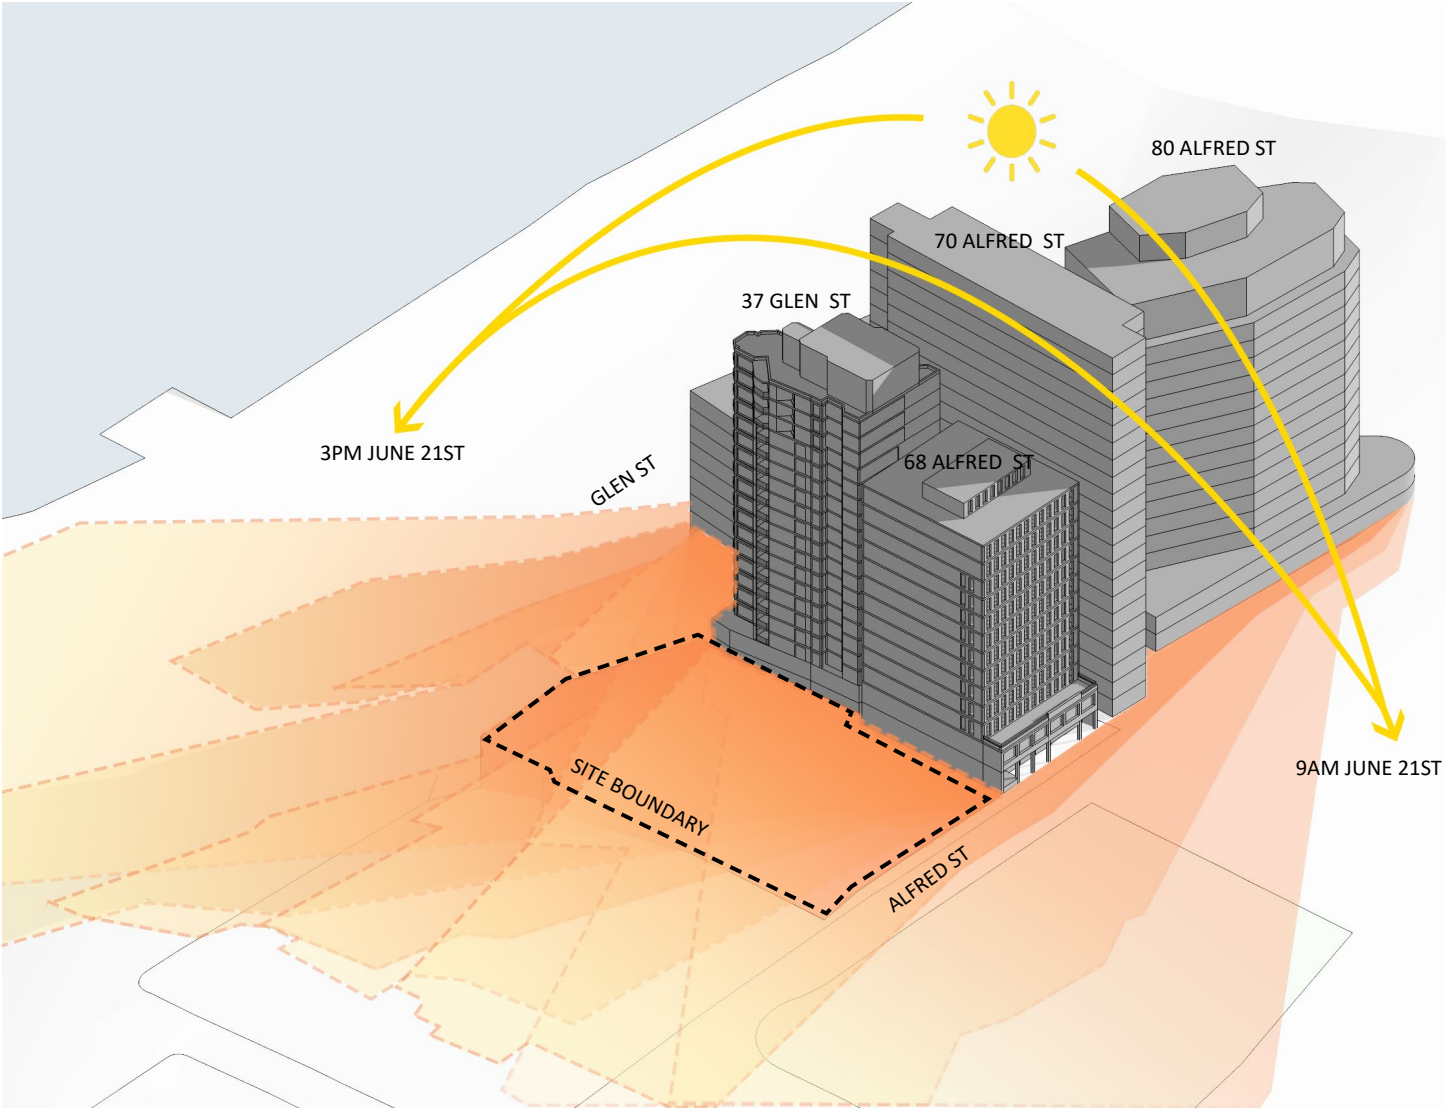 80 ALFRED ST
70 ALFRED ST
37 GLEN ST
3PM JUNE 21ST
GLEN ST
68 ALFRED ST
9AM JUNE 21ST
SITE BOUNDARY
ALFRED ST